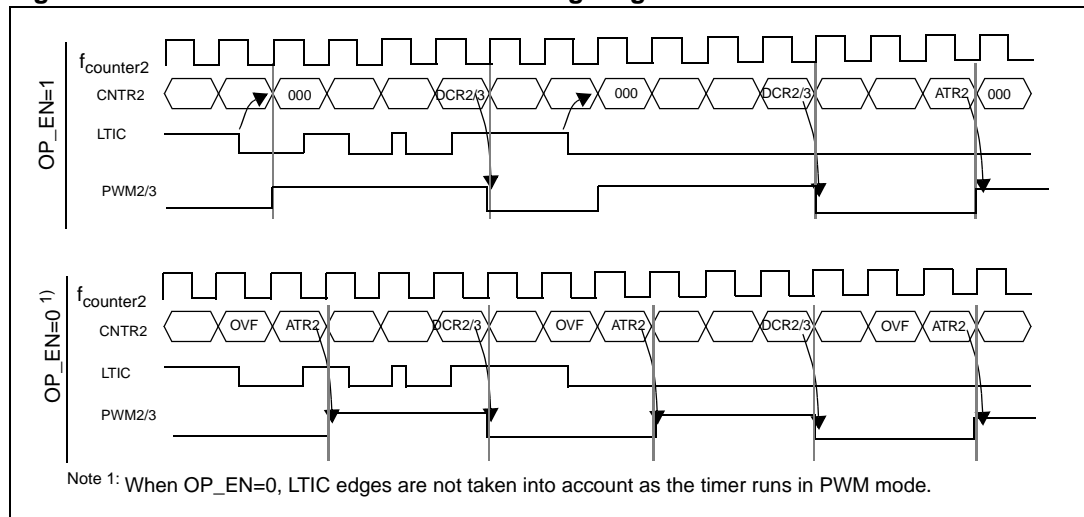 OP_EN=1
fcounter2
CNTR2 000 DCR2/3 000 DCR2/3 ATR2 000
LTIC
PWM2/3
OP_EN=0 1)
fcounter2
CNTR2 OVF ATR2 DCR2/3 OVF ATR2 DCR2/3 OVF ATR2
LTIC
PWM2/3
Note 1: When OP_EN=0, LTIC edges are not taken into account as the timer runs in PWM mode.